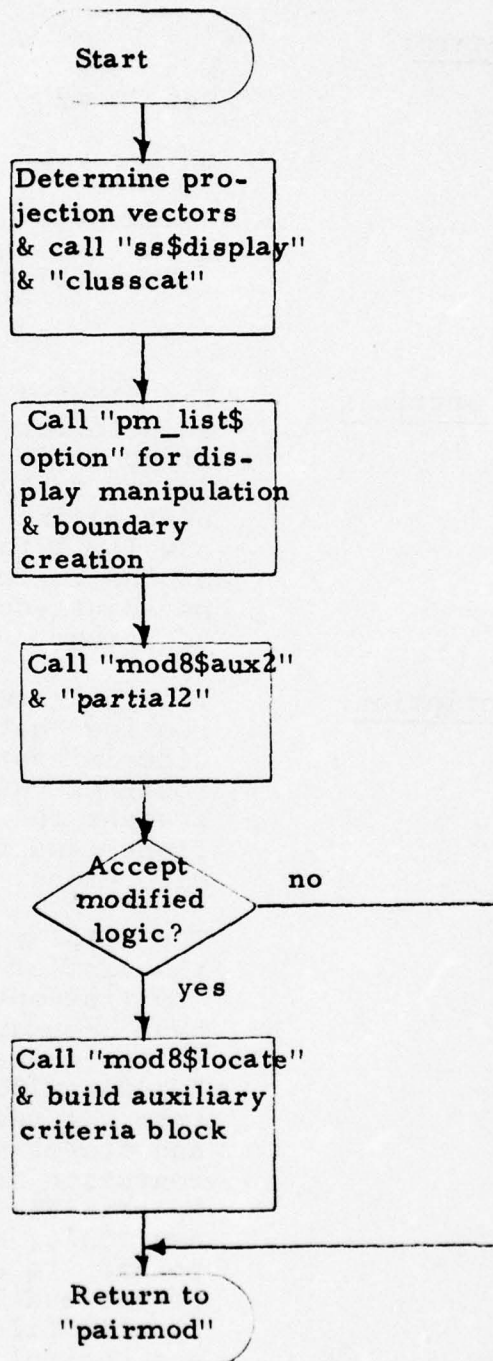 Start
Determine pro-
jection vectors
& call "ss$display"
& "clusscat"
Call "pm_list$
option" for dis-
play manipulation
& boundary
creation
Call "mod8$aux2"
& "partial2"
Accept
modified
logic?
no
yes
Call "mod8$locate"
& build auxiliary
criteria block
Return to
"pairmod"